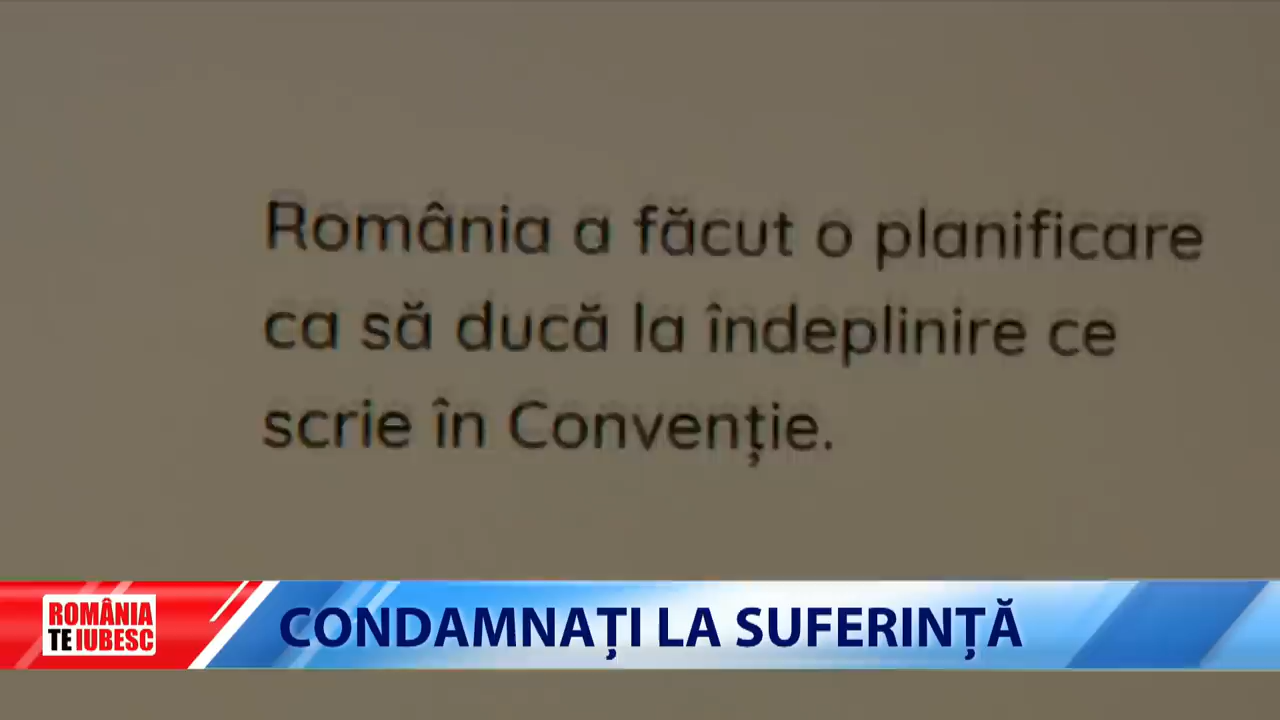 România a făcut o planificare
ca să ducă la îndeplinire ce
scrie în Convenție.
ROMÂNIA
TE IUBESC
CONDAMNAȚI LA SUFERINȚĂ